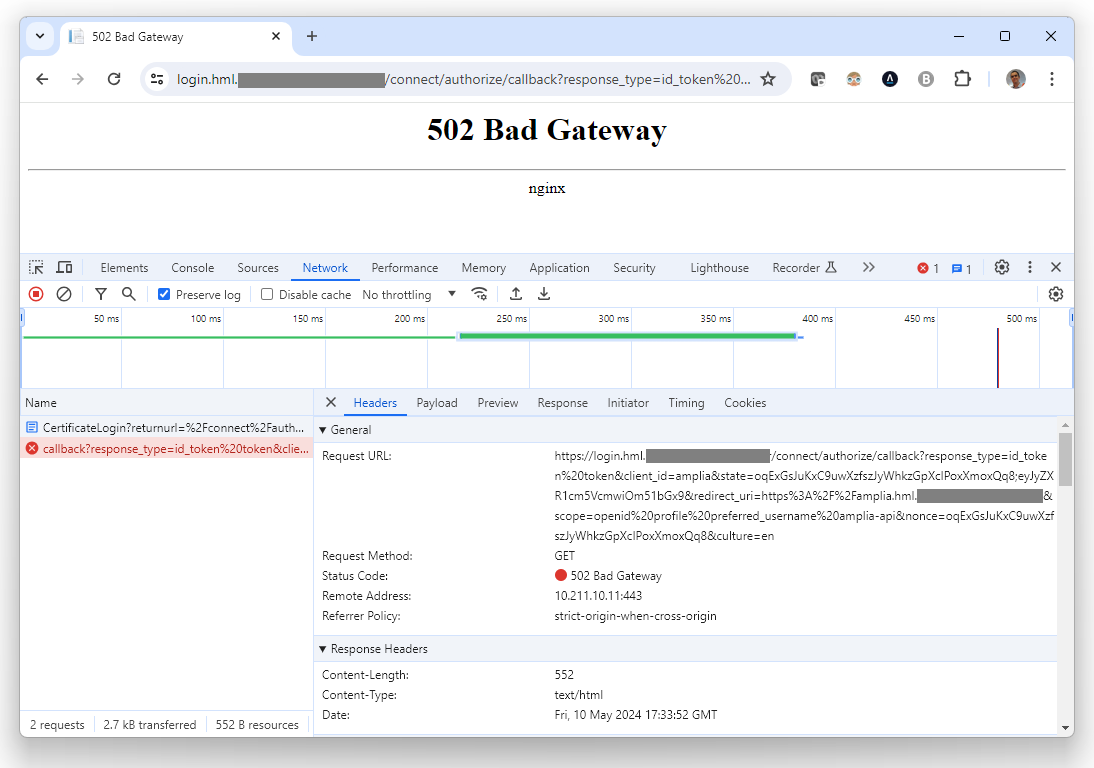 502 Bad Gateway
login.hml. /connect/authorize/callback?response_type=id_token%20...
502 Bad Gateway
nginx
Elements Console Sources Network Performance Memory Application Security Lighthouse Recorder 1 1
Preserve log Disable cache No throttling
50 ms 100 ms 150 ms 200 ms 250 ms 300 ms 350 ms 400 ms 450 ms 500 ms
Name
Headers Payload Preview Response Initiator Timing Cookies
CertificateLogin?returnurl=%2Fconnect%2Fauth...
callback?response_type=id_token%20token&clie...
General
Request URL: https://login.hml. /connect/authorize/callback?response_type=id_toke
n%20token&client_id=amplia&state=oqExGsJuKxC9uwXzfszJyWhkzGpXclPoxXmoxQq8;eyJyZX
R1cm5VcmwiOm51bGx9&redirect_uri=https%3A%2F%2Famplia.hml. &
scope=openid%20profile%20preferred_username%20amplia-api&nonce=oqExGsJuKxC9uwXzf
szJyWhkzGpXclPoxXmoxQq8&culture=en
Request Method: GET
Status Code: 502 Bad Gateway
Remote Address: 10.211.10.11:443
Referrer Policy: strict-origin-when-cross-origin
Response Headers
Content-Length: 552
Content-Type: text/html
Date: Fri, 10 May 2024 17:33:52 GMT
2 requests 2.7 kB transferred 552 B resources